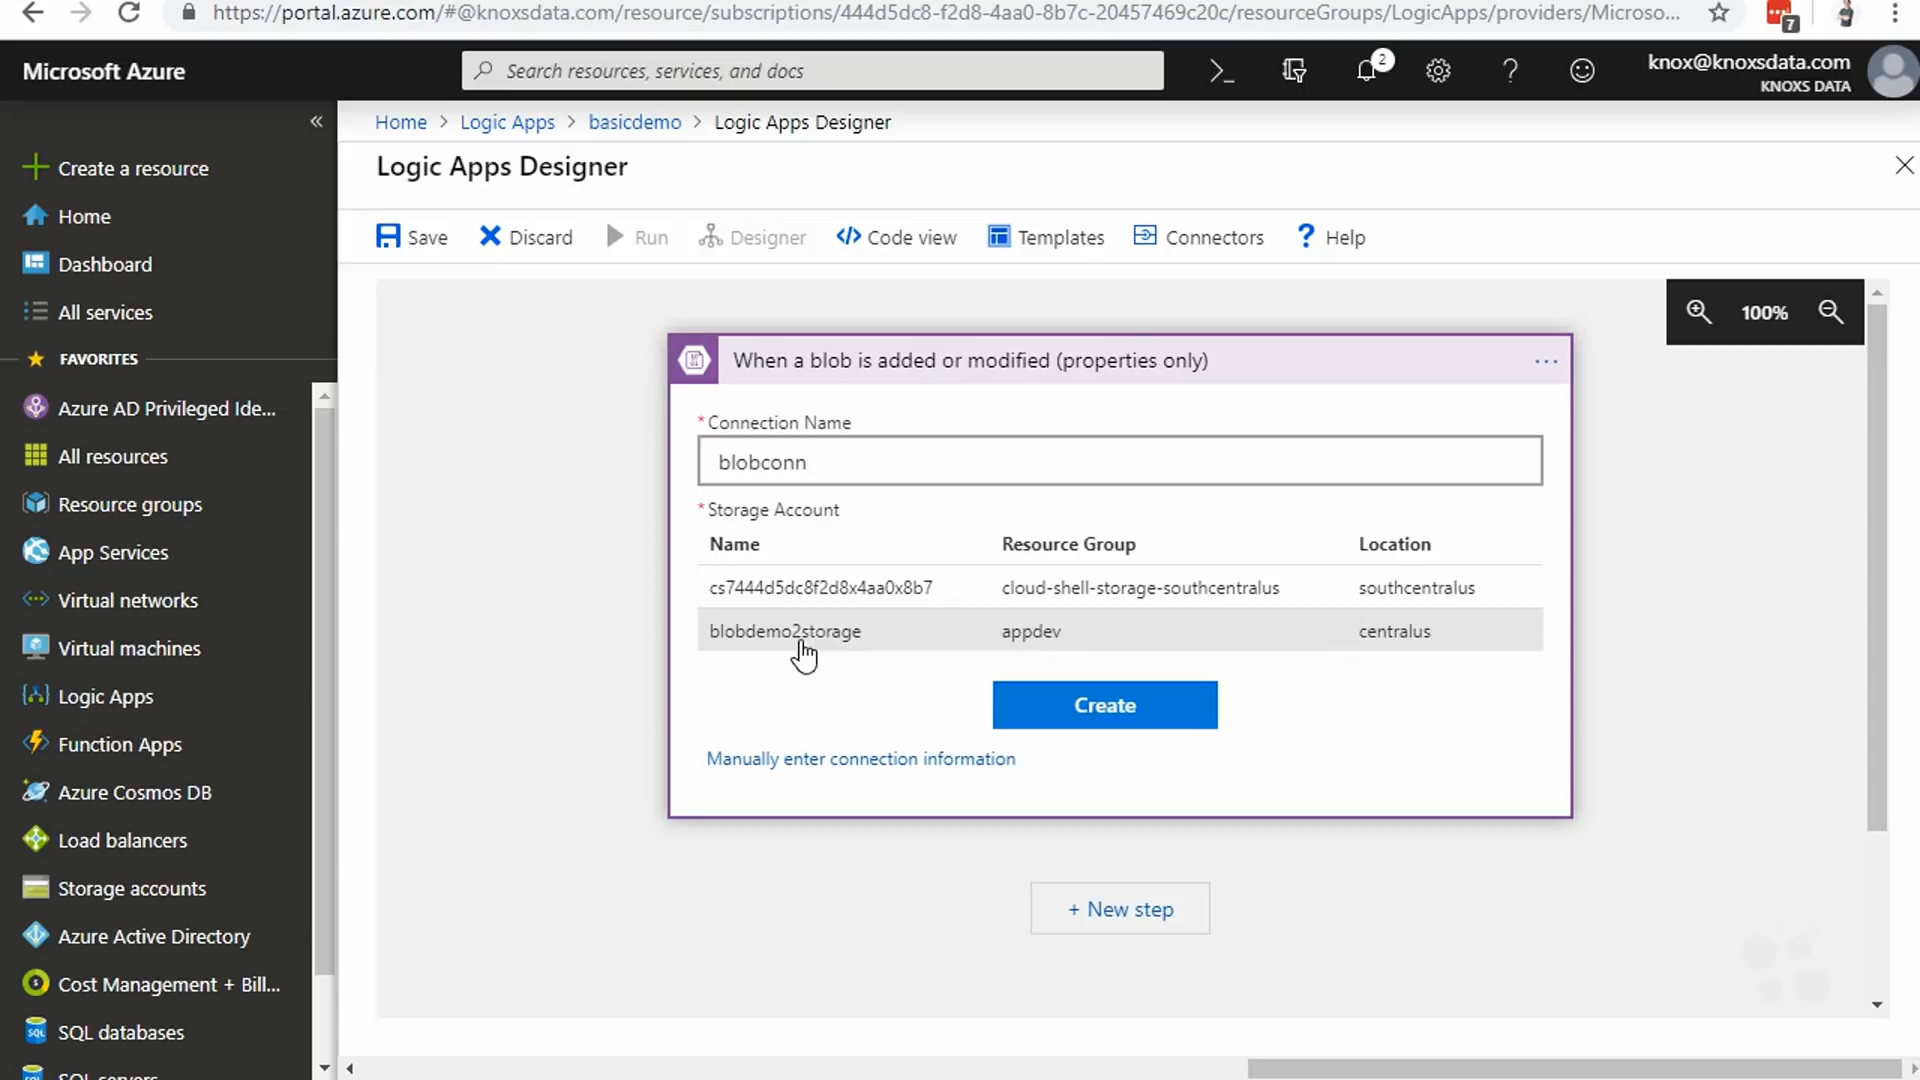 https://portal.azure.com/#@knoxsdata.com/resource/subscriptions/444d5dc8-f2d8-4aa0-8b7c-20457469c20c/resourceGroups/LogicApps/providers/Microso...
7
Microsoft Azure
Search resources, services, and docs
2
knox@knoxsdata.com
KNOXS DATA
Home > Logic Apps > basicdemo > Logic Apps Designer
Logic Apps Designer
Save Discard Run Designer Code view Templates Connectors Help
Create a resource
Home
Dashboard
All services
FAVORITES
Azure AD Privileged Ide...
All resources
Resource groups
App Services
Virtual networks
Virtual machines
Logic Apps
Function Apps
Azure Cosmos DB
Load balancers
Storage accounts
Azure Active Directory
Cost Management + Bill...
SQL databases
SQL servers
100%
When a blob is added or modified (properties only)
* Connection Name
blobconn
* Storage Account
Name Resource Group Location
cs7444d5dc8f2d8x4aa0x8b7 cloud-shell-storage-southcentralus southcentralus
blobdemo2storage appdev centralus
Create
Manually enter connection information
+ New step